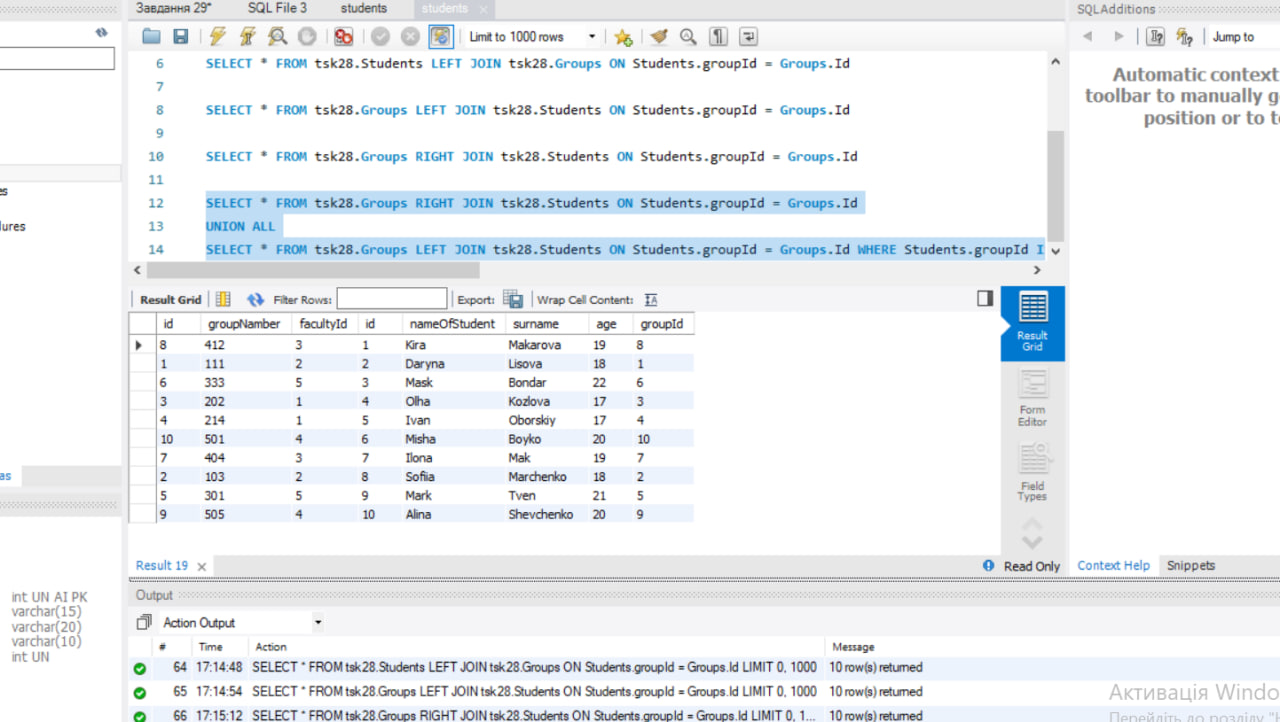 Завдання 29* SQL File 3 students students SQLAdditions
Limit to 1000 rows Jump to
6 SELECT * FROM tsk28.Students LEFT JOIN tsk28.Groups ON Students.groupId = Groups.Id
7
8 SELECT * FROM tsk28.Groups LEFT JOIN tsk28.Students ON Students.groupId = Groups.Id
9
10 SELECT * FROM tsk28.Groups RIGHT JOIN tsk28.Students ON Students.groupId = Groups.Id
11
12 SELECT * FROM tsk28.Groups RIGHT JOIN tsk28.Students ON Students.groupId = Groups.Id
13 UNION ALL
14 SELECT * FROM tsk28.Groups LEFT JOIN tsk28.Students ON Students.groupId = Groups.Id WHERE Students.groupId I
Automatic context
toolbar to manually g
position or to t
es
dures
as
int UN AI PK
varchar(15)
varchar(20)
varchar(10)
int UN
Result Grid Filter Rows: Export: Wrap Cell Content:
id groupNamber facultyId id nameOfStudent surname age groupId
8 412 3 1 Kira Makarova 19 8
1 111 2 2 Daryna Lisova 18 1
6 333 5 3 Mask Bondar 22 6
3 202 1 4 Olha Kozlova 17 3
4 214 1 5 Ivan Oborskiy 17 4
10 501 4 6 Misha Boyko 20 10
7 404 3 7 Ilona Mak 19 7
2 103 2 8 Sofiia Marchenko 18 2
5 301 5 9 Mark Tven 21 5
9 505 4 10 Alina Shevchenko 20 9
Result
Grid
Form
Editor
Field
Types
Result 19 Read Only Context Help Snippets
Output
Action Output
# Time Action Message
64 17:14:48 SELECT * FROM tsk28.Students LEFT JOIN tsk28.Groups ON Students.groupId = Groups.Id LIMIT 0, 1000 10 row(s) returned
65 17:14:54 SELECT * FROM tsk28.Groups LEFT JOIN tsk28.Students ON Students.groupId = Groups.Id LIMIT 0, 1000 10 row(s) returned
66 17:15:12 SELECT * FROM tsk28.Groups RIGHT JOIN tsk28.Students ON Students.groupId = Groups.Id LIMIT 0, 1... 10 row(s) returned
Активація Windo
Перейдіть до розділу "